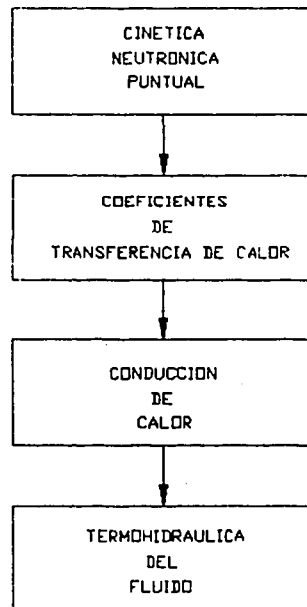 CINETICA
NEUTRONICA
PUNTUAL
COEFICIENTES
DE
TRANSFERENCIA DE CALOR
CONDUCCION
DE
CALOR
TERMOHIDRAULICA
DEL
FLUIDO